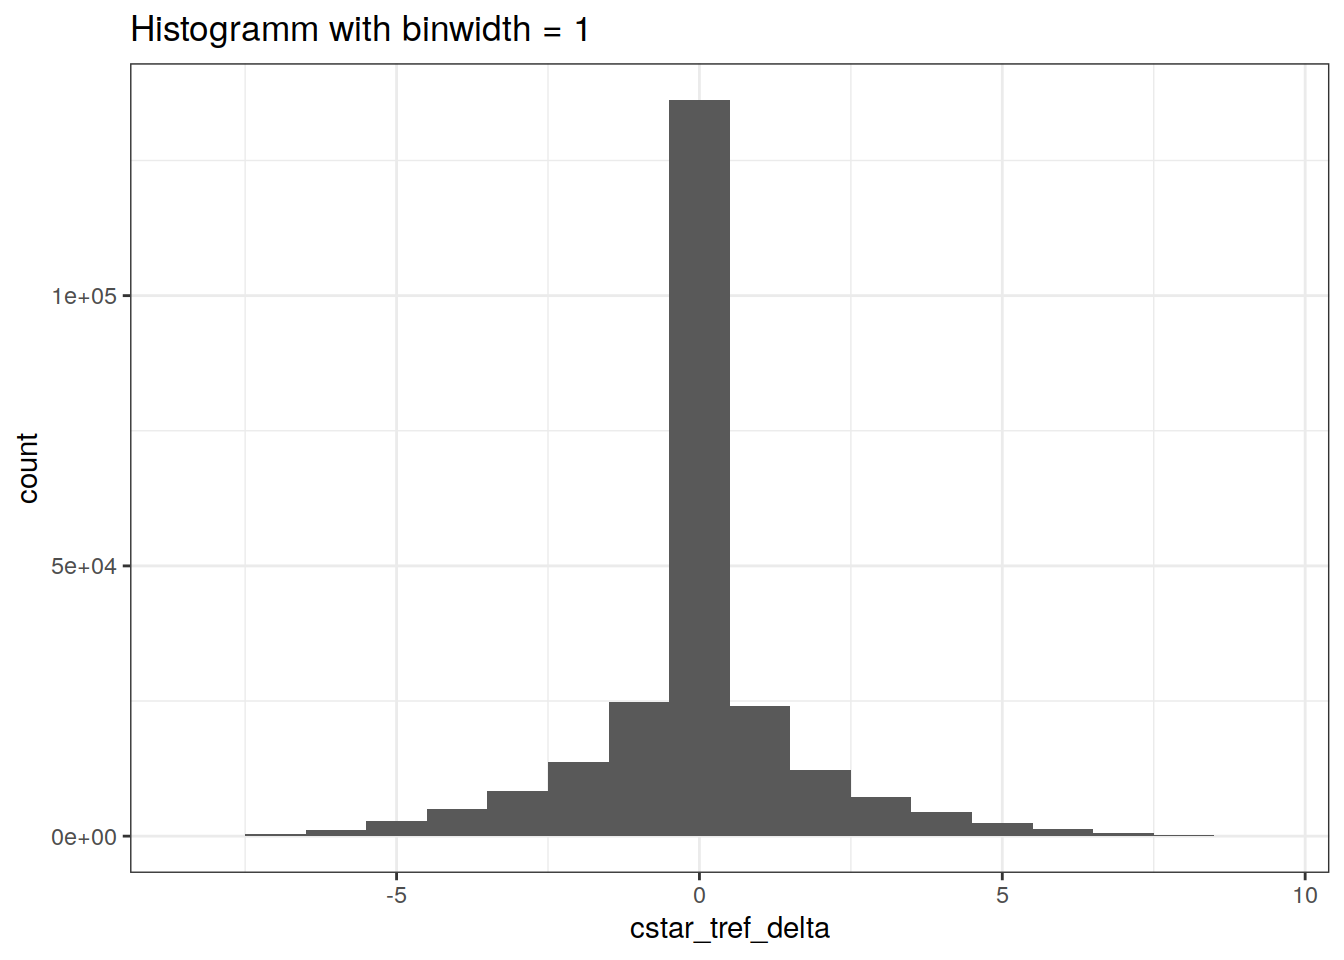 Histogramm with binwidth = 1
1e+05
5e+04
0e+00
count
-5
0
5
10
cstar_tref_delta